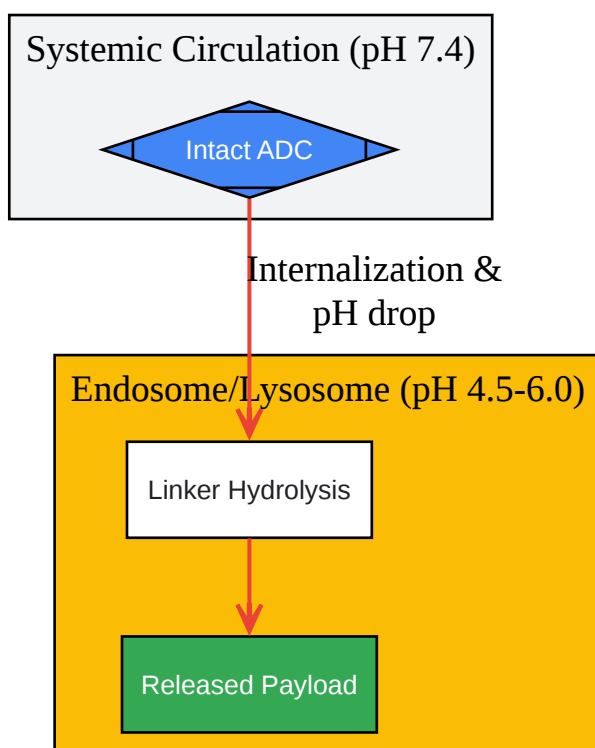 Systemic Circulation (pH 7.4)
Intact ADC
Internalization &
pH drop
Endosome/Lysosome (pH 4.5-6.0)
Linker Hydrolysis
Released Payload